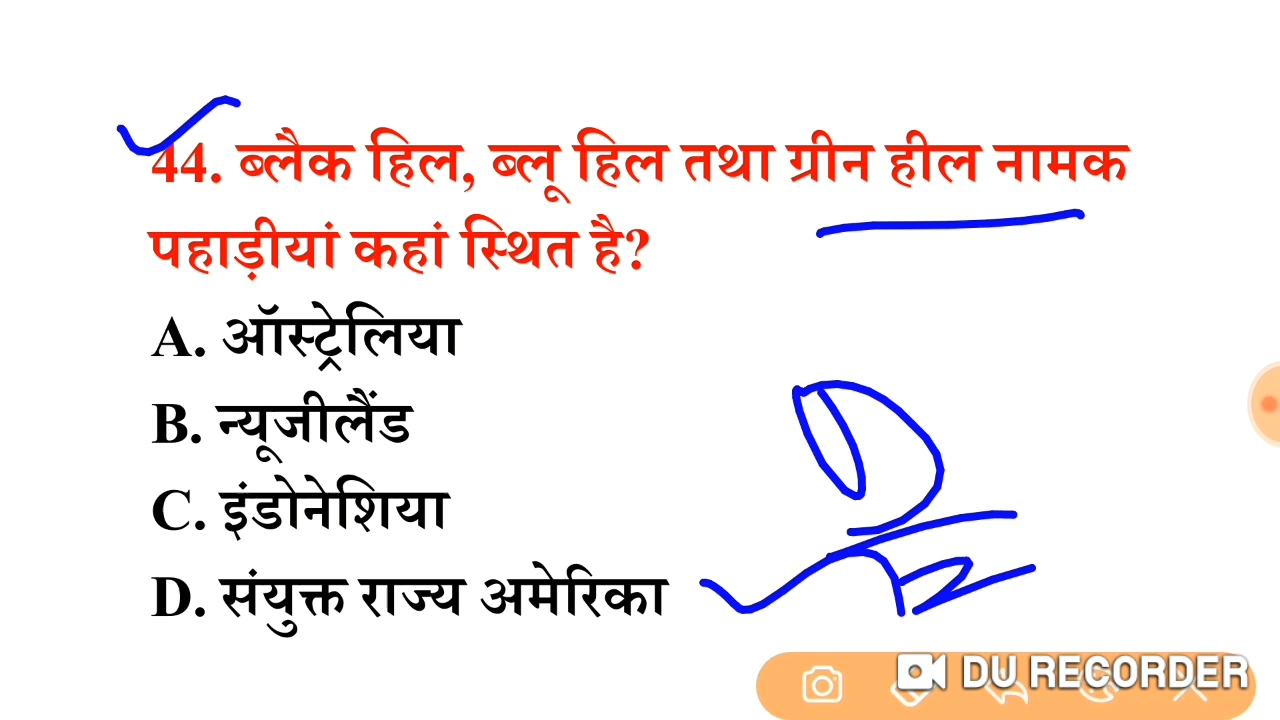 44. ब्लैक हिल, ब्लू हिल तथा ग्रीन हील नामक
पहाड़ीयां कहां स्थित है?
A. ऑस्ट्रेलिया
B. न्यूजीलैंड
C. इंडोनेशिया
D. संयुक्त राज्य अमेरिका
DU RECORDER